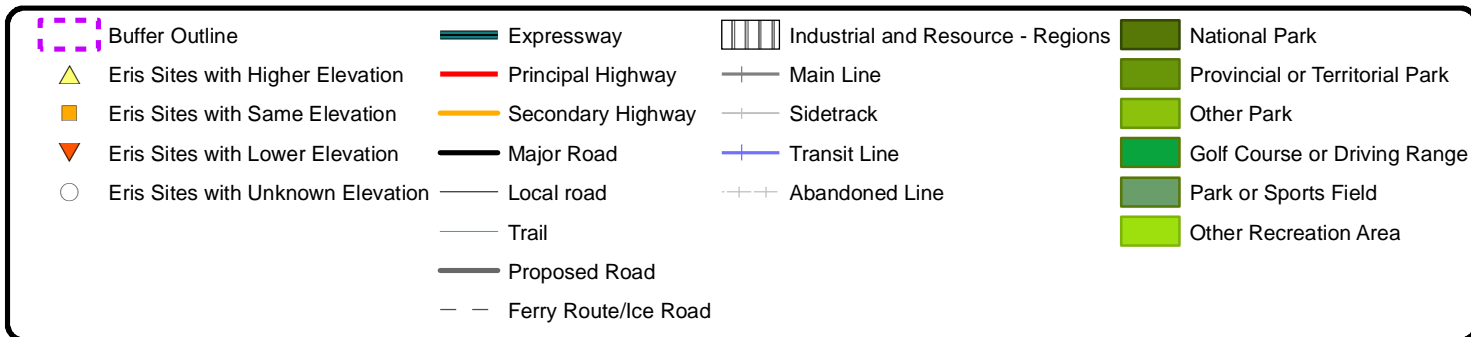 Buffer Outline
Eris Sites with Higher Elevation
Eris Sites with Same Elevation
Eris Sites with Lower Elevation
Eris Sites with Unknown Elevation
Expressway
Principal Highway
Secondary Highway
Major Road
Local road
Trail
Proposed Road
Ferry Route/Ice Road
Industrial and Resource - Regions
Main Line
Sidetrack
Transit Line
Abandoned Line
National Park
Provincial or Territorial Park
Other Park
Golf Course or Driving Range
Park or Sports Field
Other Recreation Area